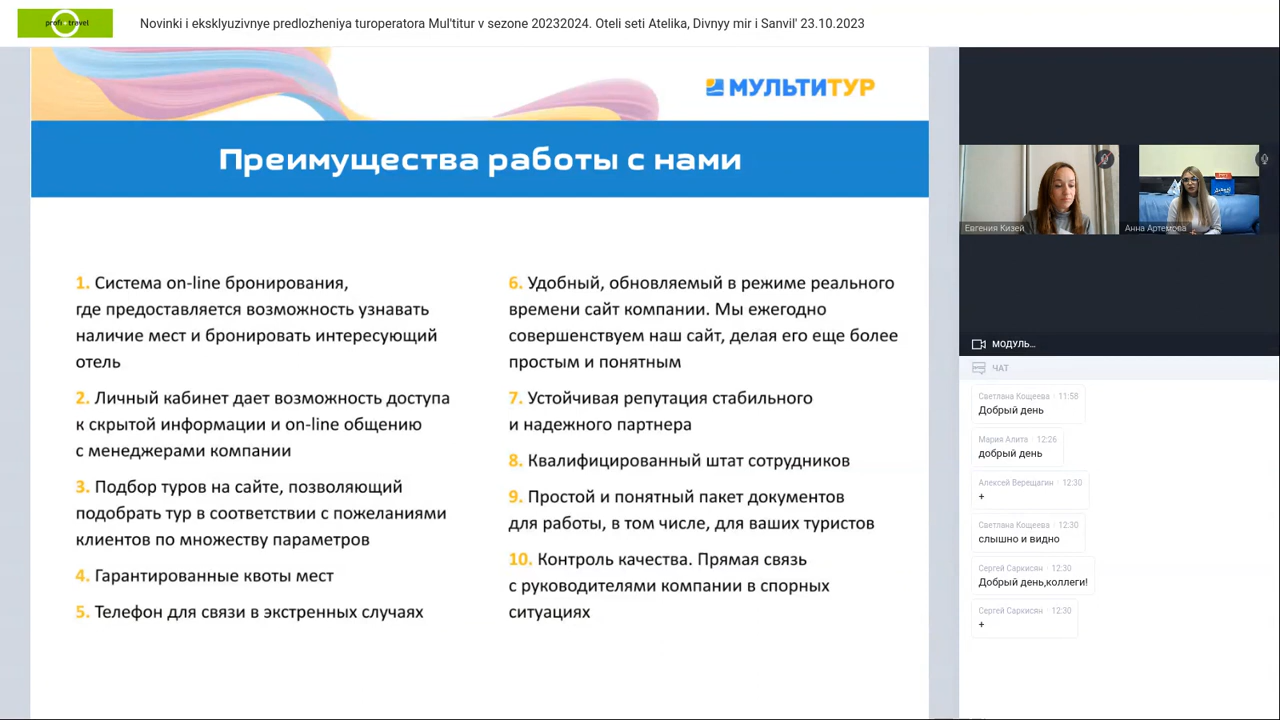 profi travel
Novinki i eksklyuzivnye predlozheniya turoperatora Mul'titur v sezone 20232024. Oteli seti Atelika, Divnyy mir i Sanvil' 23.10.2023
МУЛЬТИТУР
Преимущества работы с нами
1. Система on-line бронирования,
где предоставляется возможность узнавать
наличие мест и бронировать интересующий
отель
2. Личный кабинет дает возможность доступа
к скрытой информации и on-line общению
с менеджерами компании
3. Подбор туров на сайте, позволяющий
подобрать тур в соответствии с пожеланиями
клиентов по множеству параметров
4. Гарантированные квоты мест
5. Телефон для связи в экстренных случаях
6. Удобный, обновляемый в режиме реального
времени сайт компании. Мы ежегодно
совершенствуем наш сайт, делая его еще более
простым и понятным
7. Устойчивая репутация стабильного
и надежного партнера
8. Квалифицированный штат сотрудников
9. Простой и понятный пакет документов
для работы, в том числе, для ваших туристов
10. Контроль качества. Прямая связь
с руководителями компании в спорных
ситуациях
Евгения Кизей
Анна Артемова
МОДУЛЬ...
ЧАТ
Светлана Кощеева · 11:58
Добрый день
Мария Алита · 12:26
добрый день
Алексей Верещагин · 12:30
+
Светлана Кощеева · 12:30
слышно и видно
Сергей Саркисян · 12:30
Добрый день,коллеги!
Сергей Саркисян · 12:30
+